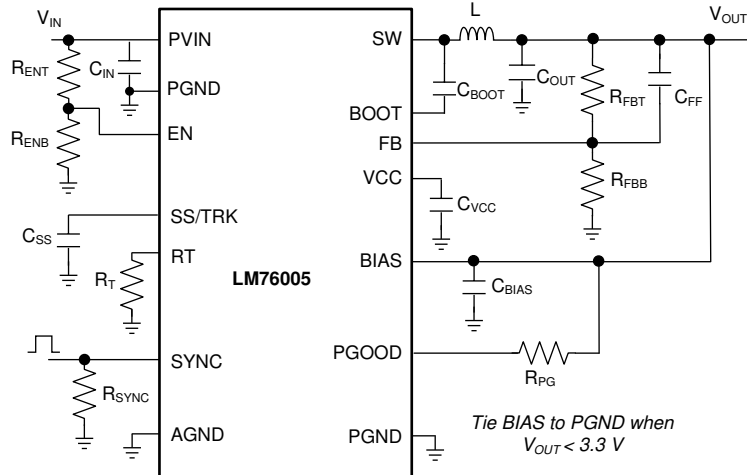 VIN
L
VOUT
PVIN
SW
RENT
CIN
CBOOT
COUT
RFBT
CFF
PGND
BOOT
RENB
EN
FB
VCC
RFBB
CSS
SS/TRK
CVCC
RT
RT
LM76005
BIAS
CBIAS
SYNC
PGOOD
RPG
RSYNC
Tie BIAS to PGND when
VOUT < 3.3 V
AGND
PGND